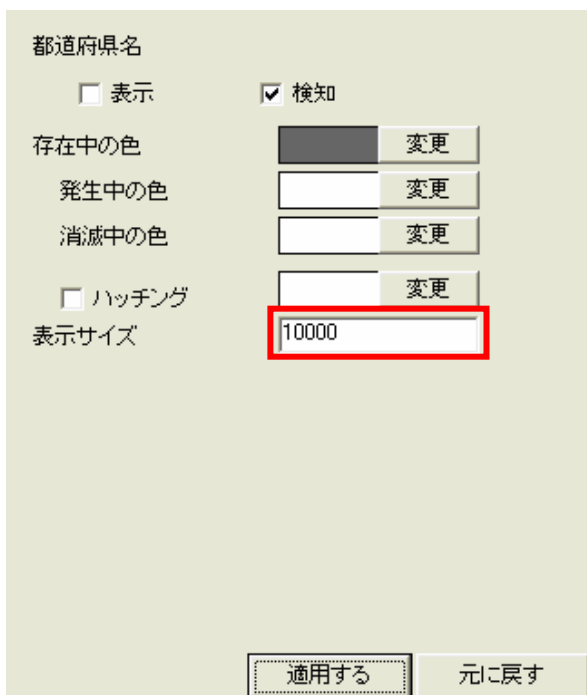 都道府県名
表示 検知
存在中の色 変更
発生中の色 変更
消滅中の色 変更
ハッチング 変更
表示サイズ 10000
適用する 元に戻す